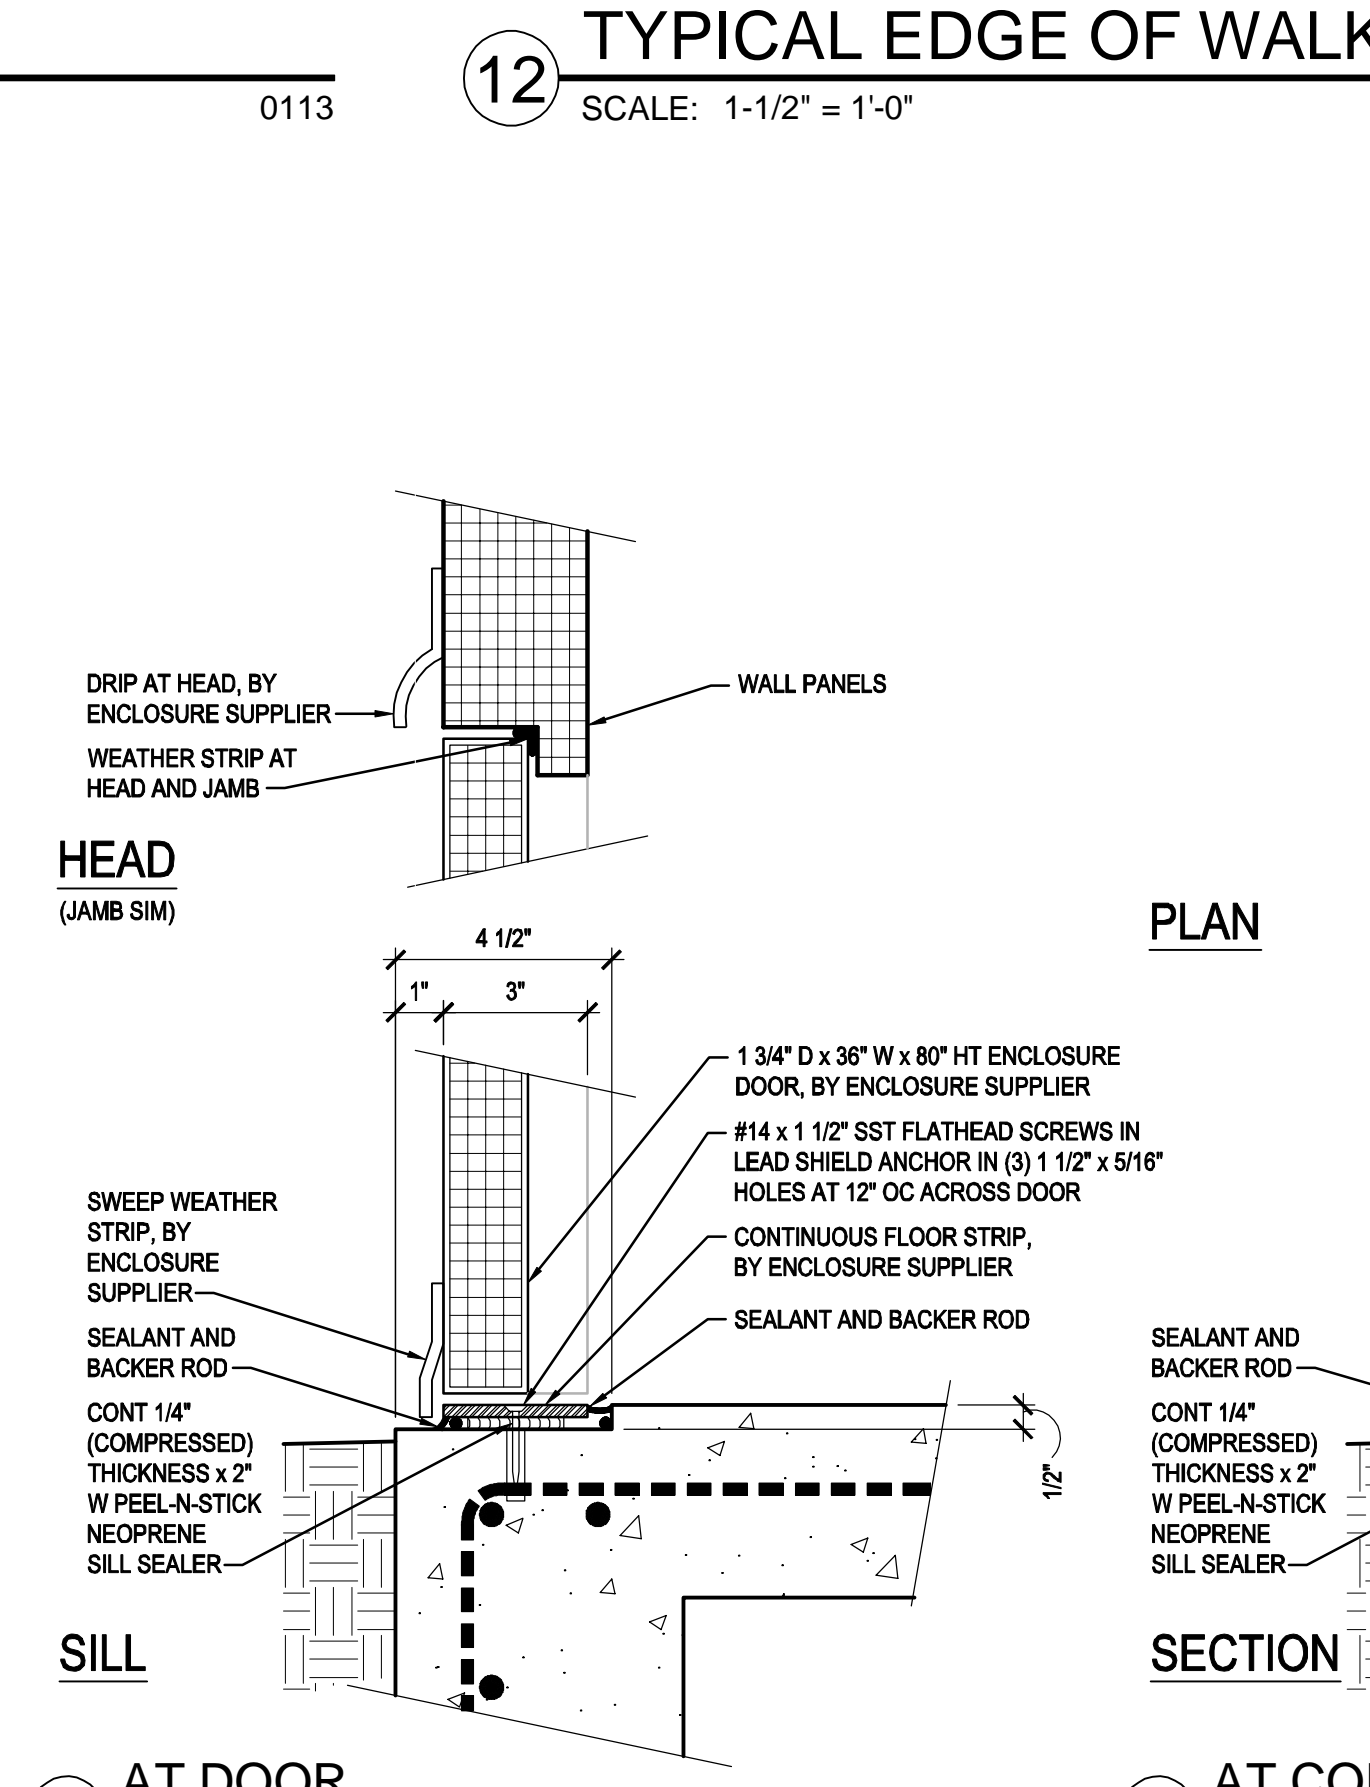 TYPICAL EDGE OF WALK
12
0113
SCALE: 1-1/2" = 1'-0"
DRIP AT HEAD, BY
ENCLOSURE SUPPLIER
WALL PANELS
WEATHER STRIP AT
HEAD AND JAMB
HEAD
(JAMB SIM)
PLAN
4 1/2"
1"
3"
1 3/4" D x 36" W x 80" HT ENCLOSURE
DOOR, BY ENCLOSURE SUPPLIER
#14 x 1 1/2" SST FLATHEAD SCREWS IN
LEAD SHIELD ANCHOR IN (3) 1 1/2" x 5/16"
HOLES AT 12" OC ACROSS DOOR
CONTINUOUS FLOOR STRIP,
BY ENCLOSURE SUPPLIER
SEALANT AND BACKER ROD
SWEEP WEATHER
STRIP, BY
ENCLOSURE
SUPPLIER
SEALANT AND
BACKER ROD
CONT 1/4"
(COMPRESSED)
THICKNESS x 2"
W PEEL-N-STICK
NEOPRENE
SILL SEALER
1/2"
SILL
SEALANT AND
BACKER ROD
CONT 1/4"
(COMPRESSED)
THICKNESS x 2"
W PEEL-N-STICK
NEOPRENE
SILL SEALER
SECTION
AT DOOR
AT